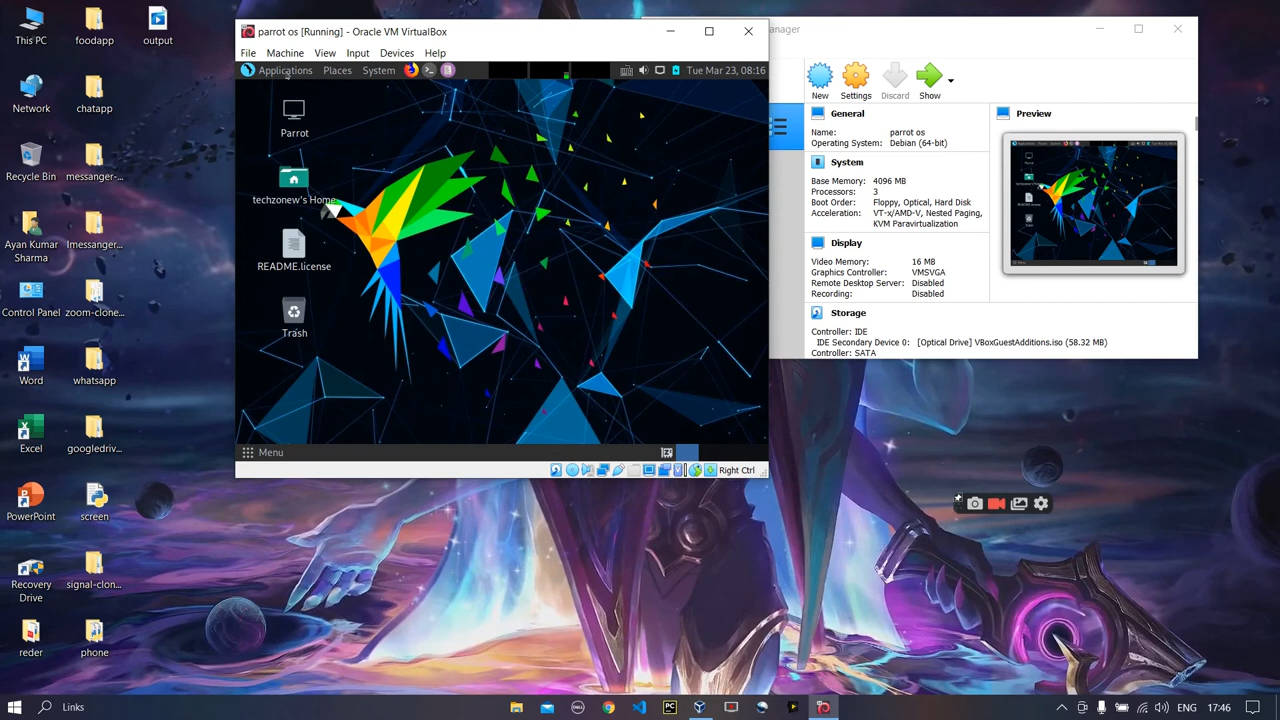 This PC
cutapp
output
Network
chatapp
Recycle Bin
messenger...
Ayan Kumar
Sharma
Imessanger...
Control Panel
zoom-clone...
Word
whatsapp
Excel
googledriv...
PowerPoint
screen
Recovery
Drive
signal-clon...
reder
phone
parrot os [Running] - Oracle VM VirtualBox
File Machine View Input Devices Help
Applications Places System Tue Mar 23, 08:16
Parrot
techzonew's Home
README.license
Trash
Menu
Right Ctrl
anager
New Settings Discard Show
General
Name: parrot os
Operating System: Debian (64-bit)
System
Base Memory: 4096 MB
Processors: 3
Boot Order: Floppy, Optical, Hard Disk
Acceleration: VT-x/AMD-V, Nested Paging,
KVM Paravirtualization
Display
Video Memory: 16 MB
Graphics Controller: VMSVGA
Remote Desktop Server: Disabled
Recording: Disabled
Storage
Controller: IDE
IDE Secondary Device 0: [Optical Drive] VBoxGuestAdditions.iso (58.32 MB)
Controller: SATA
Preview
Links
ENG 17:46